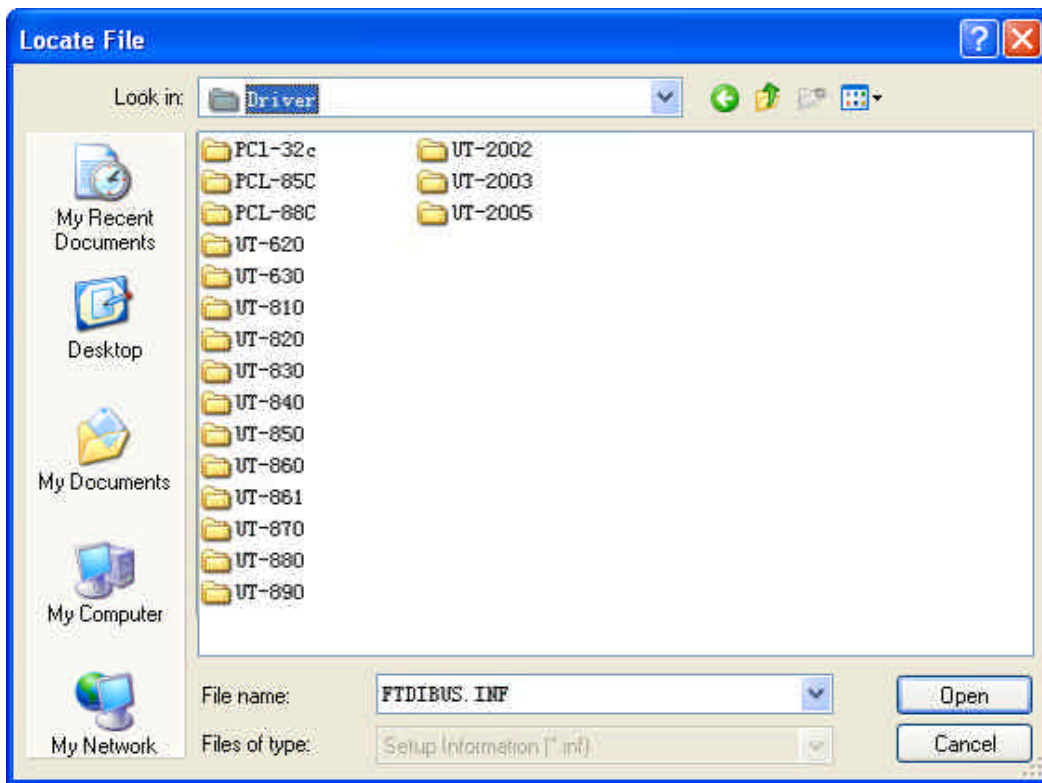 Locate File
Look in: Driver
PCl-32c
PCL-85C
PCL-88C
UT-620
UT-630
UT-810
UT-820
UT-830
UT-840
UT-850
UT-860
UT-861
UT-870
UT-880
UT-890
UT-2002
UT-2003
UT-2005
My Recent
Documents
Desktop
My Documents
My Computer
My Network
File name: FTDIBUS.INF
Open
Files of type: Setup Information (*.inf)
Cancel